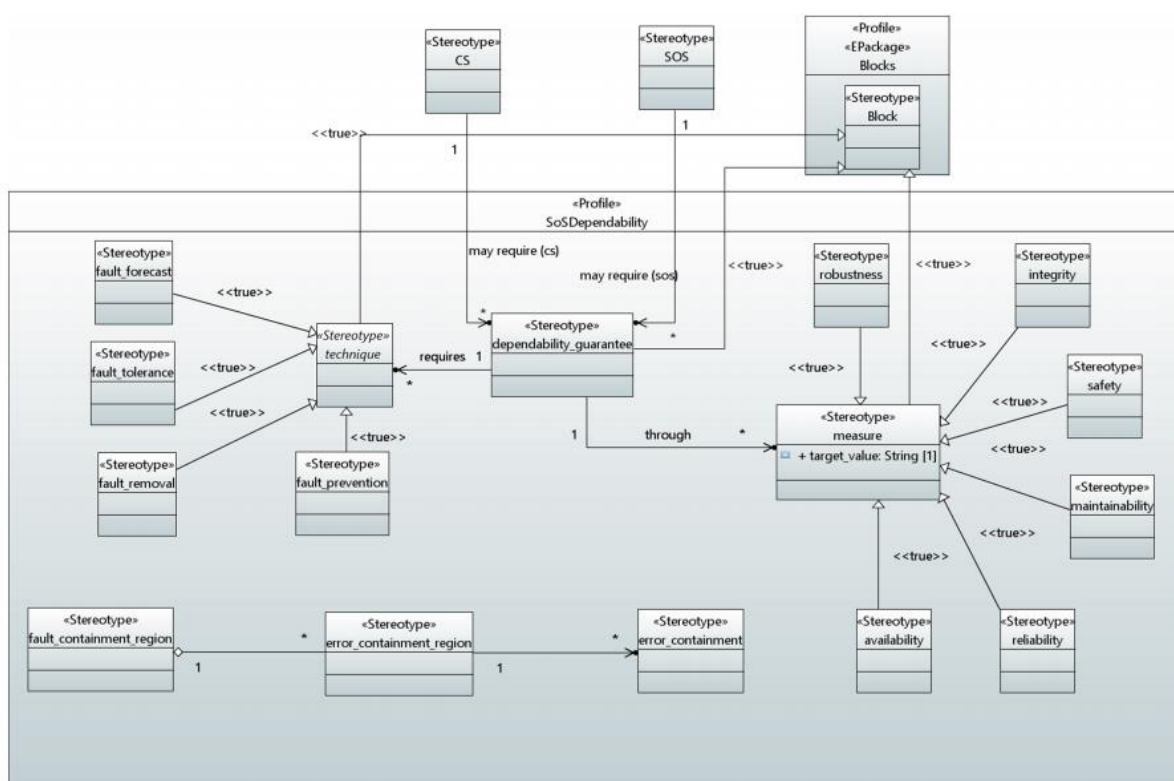 «Stereotype»
CS
«Stereotype»
SOS
«Profile»
«EPackage»
Blocks
«Stereotype»
Block
<<true>>
1
1
«Profile»
SoSDependability
may require (cs)
may require (sos)
<<true>>
<<true>>
«Stereotype»
fault_forecast
<<true>>
«Stereotype»
robustness
«Stereotype»
integrity
*
*
«Stereotype»
technique
«Stereotype»
dependability_guarantee
requires
1
*
«Stereotype»
fault_tolerance
<<true>>
<<true>>
<<true>>
<<true>>
«Stereotype»
safety
<<true>>
«Stereotype»
measure
+ target_value: String [1]
1
through
*
<<true>>
<<true>>
«Stereotype»
fault_removal
«Stereotype»
fault_prevention
«Stereotype»
maintainability
<<true>>
<<true>>
«Stereotype»
fault_containment_region
1
*
«Stereotype»
error_containment_region
1
*
«Stereotype»
error_containment
«Stereotype»
availability
«Stereotype»
reliability